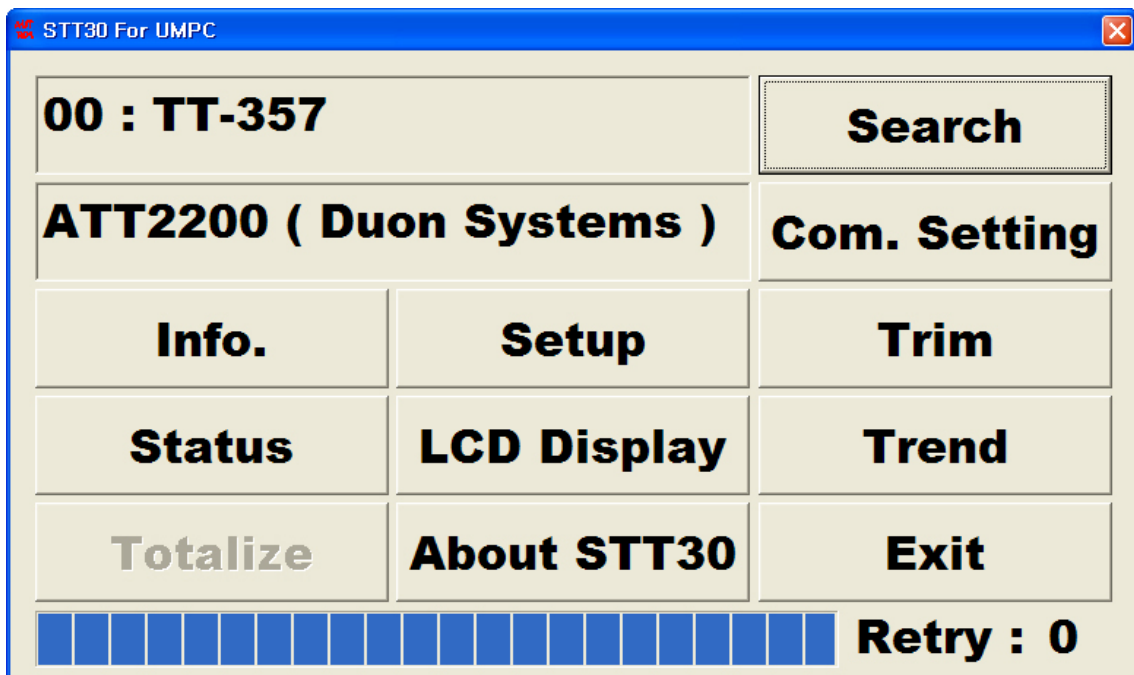 STT30 For UMPC
00 : TT-357
Search
ATT2200 ( Duon Systems )
Com. Setting
Info.
Setup
Trim
Status
LCD Display
Trend
Totalize
About STT30
Exit
Retry : 0